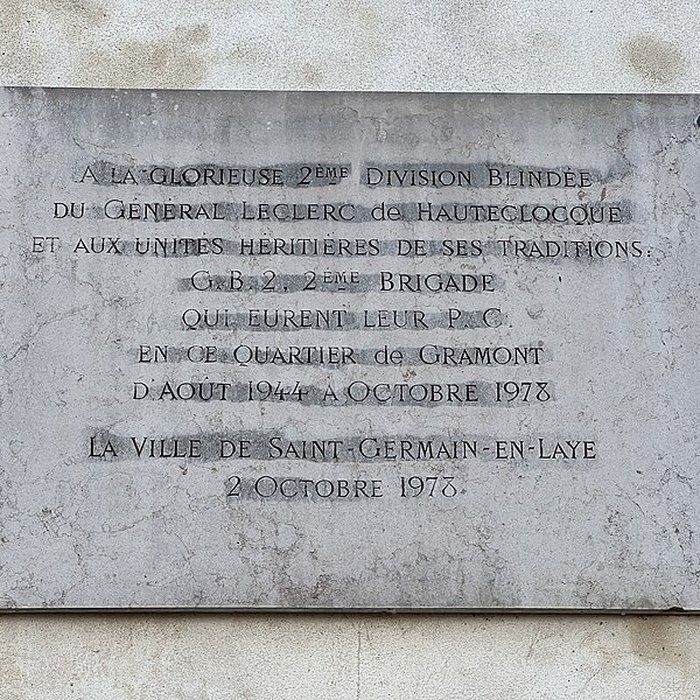 A LA GLORIEUSE 2ÈME DIVISION BLINDÉE
DU GÉNÉRAL LECLERC de HAUTECLOCQUE
ET AUX UNITÉS HÉRITIÈRES DE SES TRADITIONS:
G.B.2, 2ÈME BRIGADE
QUI EURENT LEUR P.C.
EN CE QUARTIER de GRAMONT
D'AOÛT 1944 A OCTOBRE 1978
LA VILLE DE SAINT-GERMAIN-EN-LAYE
2 OCTOBRE 1978